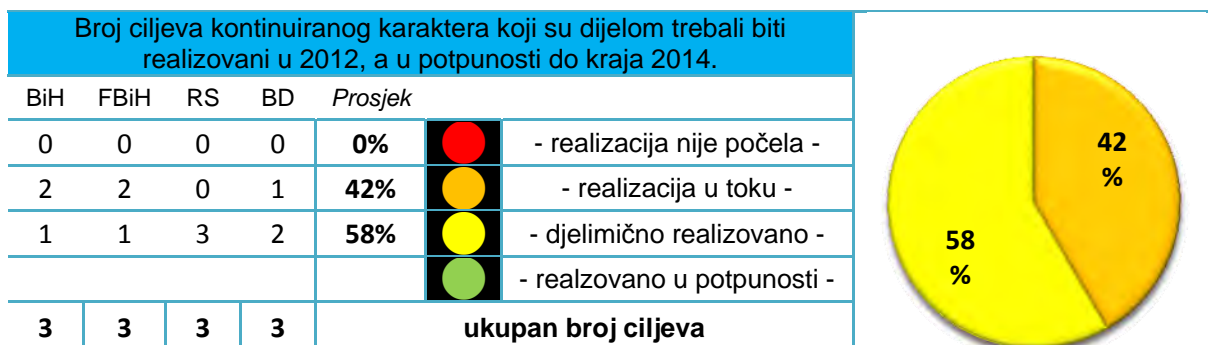 Broj ciljeva kontinuiranog karaktera koji su dijelom trebali biti
realizovani u 2012, a u potpunosti do kraja 2014.
BiH FBiH RS BD Prosjek
0 0 0 0 0% - realizacija nije počela -
2 2 0 1 42% - realizacija u toku -
1 1 3 2 58% - djelimično realizovano -
- realzovano u potpunosti -
3 3 3 3 ukupan broj ciljeva
42
%
58
%